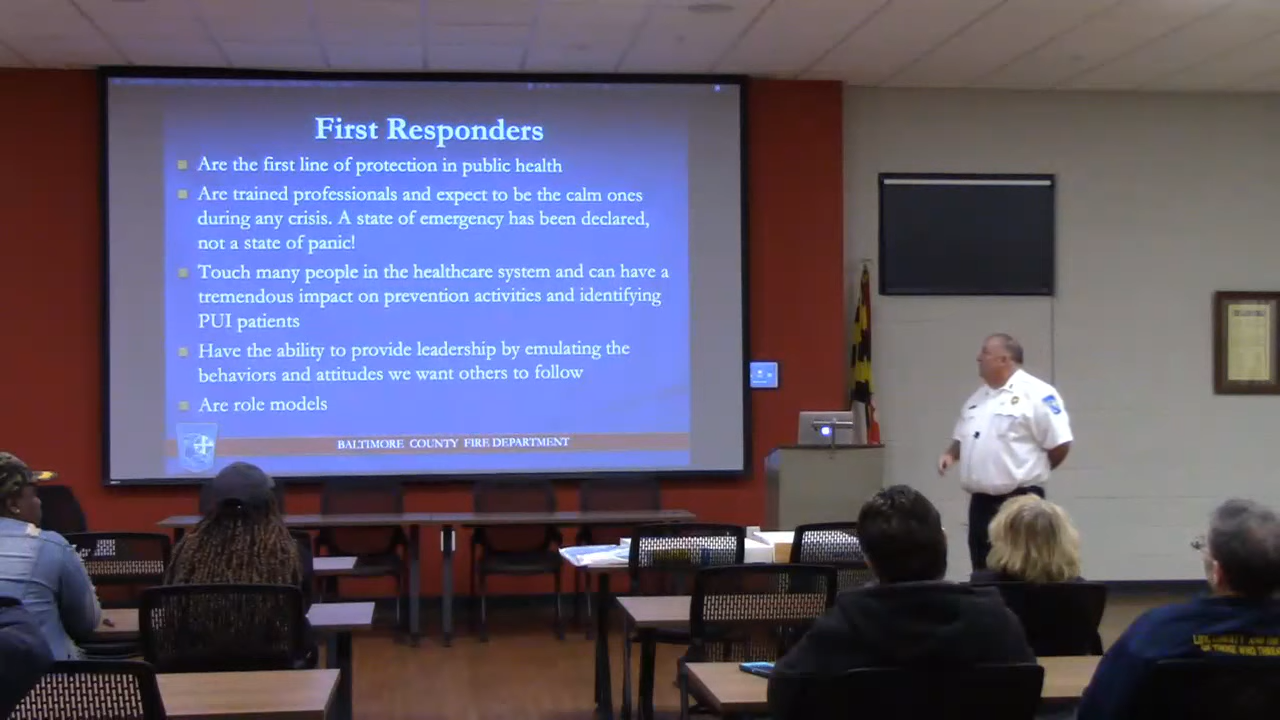 First Responders
Are the first line of protection in public health
Are trained professionals and expect to be the calm ones
during any crisis. A state of emergency has been declared,
not a state of panic!
Touch many people in the healthcare system and can have a
tremendous impact on prevention activities and identifying
PUI patients
Have the ability to provide leadership by emulating the
behaviors and attitudes we want others to follow
Are role models
BALTIMORE COUNTY FIRE DEPARTMENT